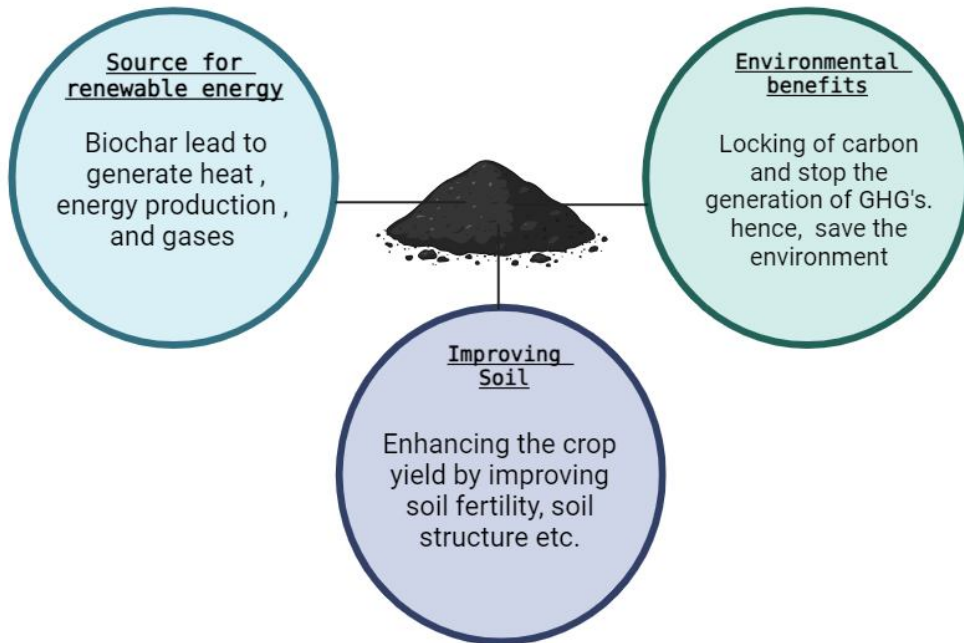 Source for
renewable energy
Biochar lead to
generate heat ,
energy production ,
and gases
Environmental
benefits
Locking of carbon
and stop the
generation of GHG's.
hence,  save the
environment
Improving
Soil
Enhancing the crop
yield by improving
soil fertility, soil
structure etc.